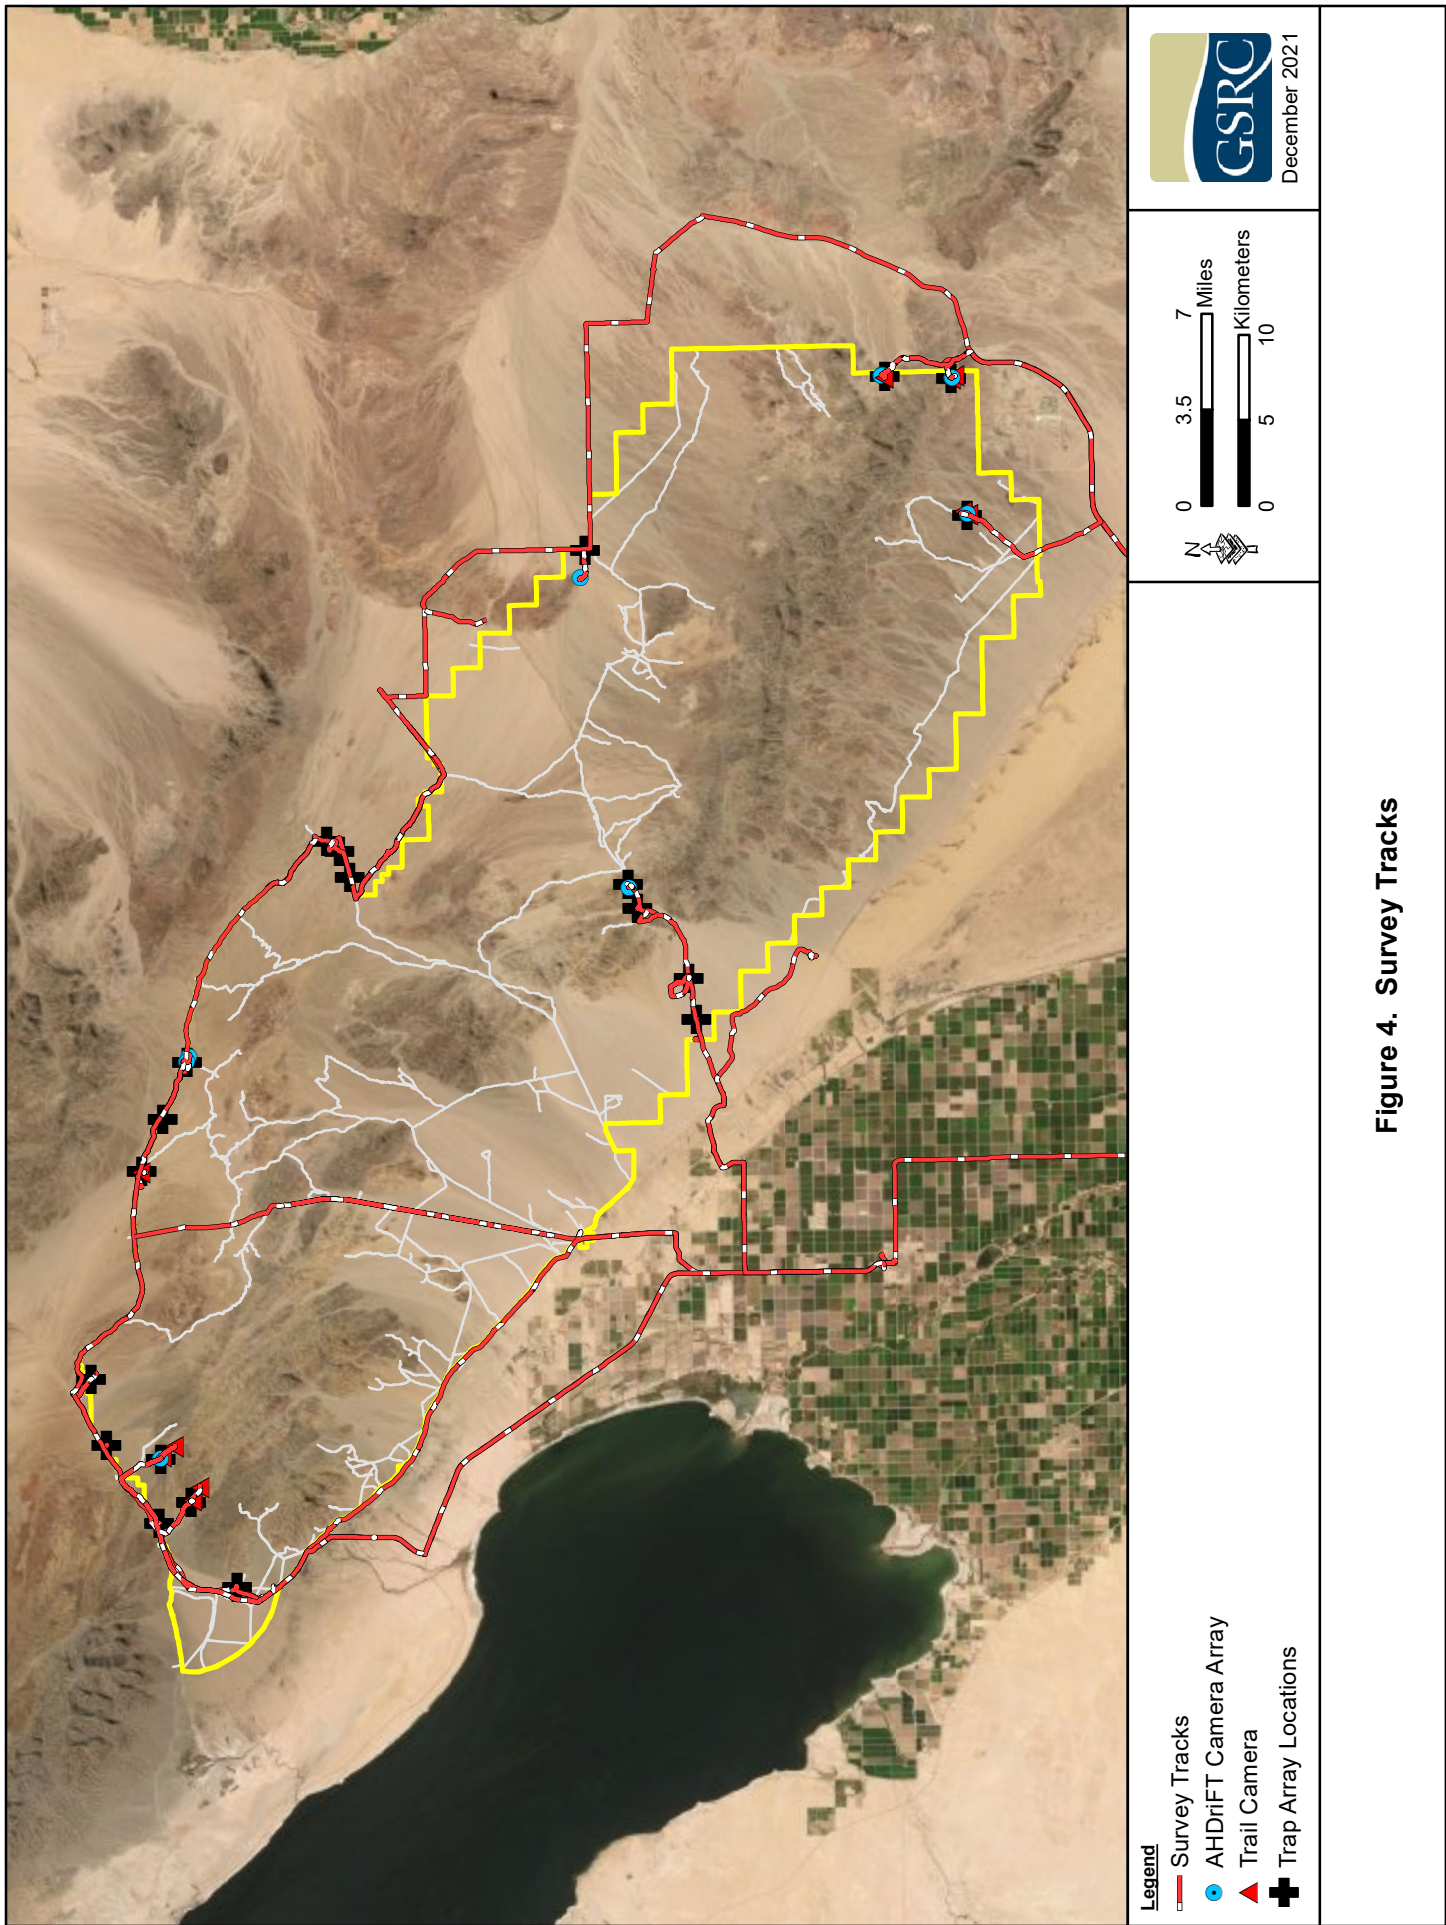 Legend
Survey Tracks
AHDriFT Camera Array
Trail Camera
Trap Array Locations
N
0 3.5 7
Miles
Kilometers
0 5 10
GSRC
December 2021
Figure 4. Survey Tracks